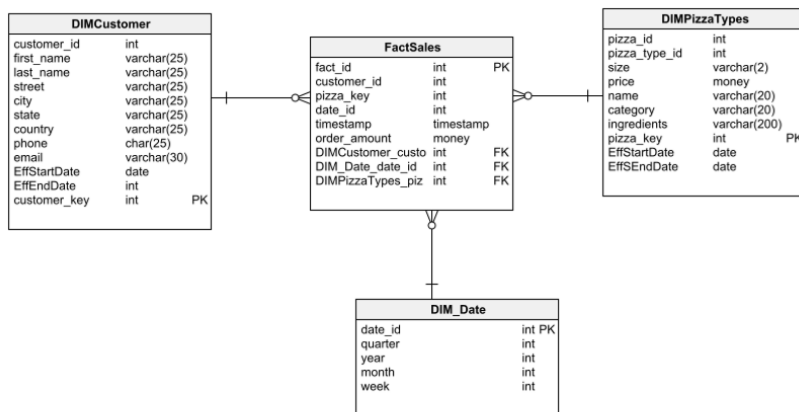 DIMCustomer
customer_id int
first_name varchar(25)
last_name varchar(25)
street varchar(25)
city varchar(25)
state varchar(25)
country varchar(25)
phone char(25)
email varchar(30)
EffStartDate date
EffEndDate int
customer_key int PK
FactSales
fact_id int PK
customer_id int
pizza_key int
date_id int
timestamp timestamp
order_amount money
DIMCustomer_custo int FK
DIM_Date_date_id int FK
DIMPizzaTypes_piz int FK
DIMPizzaTypes
pizza_id int
pizza_type_id int
size varchar(2)
price money
name varchar(20)
category varchar(20)
ingredients varchar(200)
pizza_key int PK
EffStartDate date
EffSEndDate date
DIM_Date
date_id int PK
quarter int
year int
month int
week int